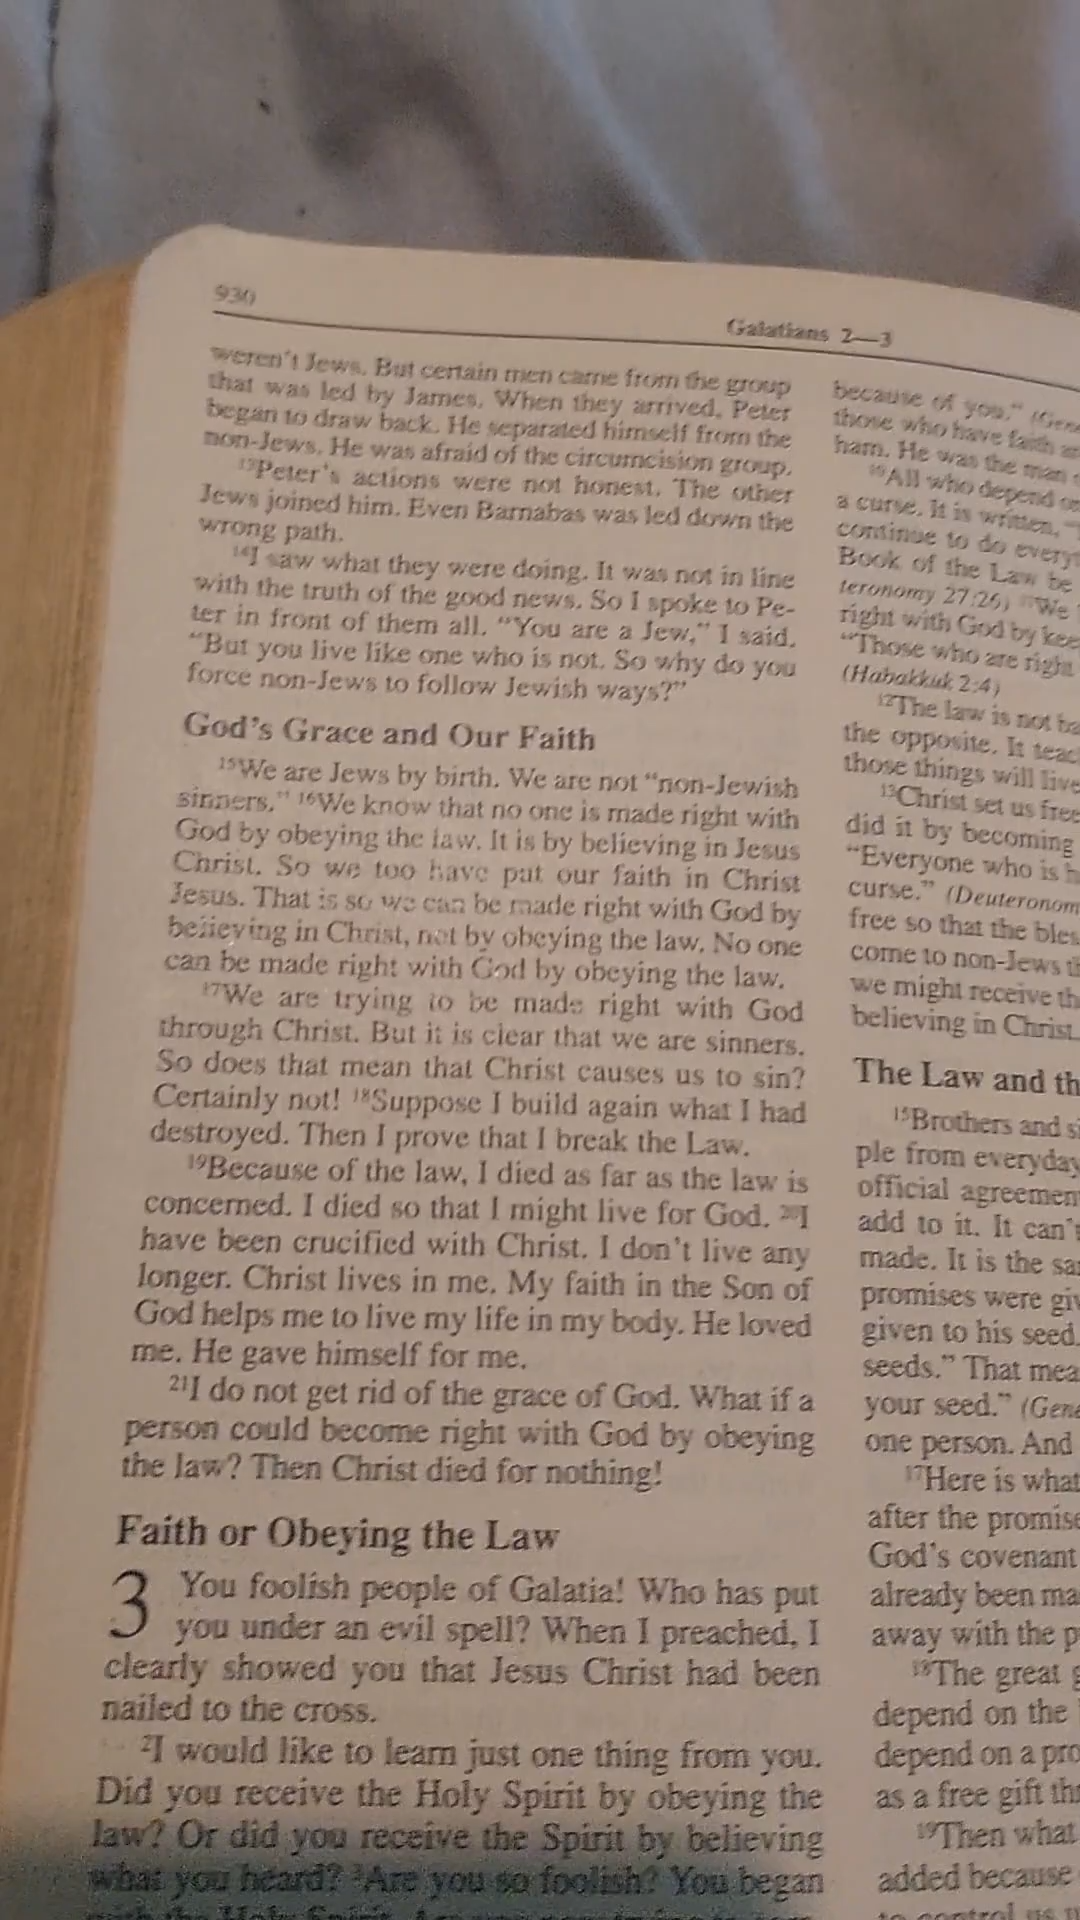 930
Galatians 2—3
weren't Jews. But certain men came from the group
that was led by James. When they arrived, Peter
began to draw back. He separated himself from the
non-Jews. He was afraid of the circumcision group.
13Peter's actions were not honest. The other
Jews joined him. Even Barnabas was led down the
wrong path.
14I saw what they were doing. It was not in line
with the truth of the good news. So I spoke to Pe-
ter in front of them all. "You are a Jew," I said.
"But you live like one who is not. So why do you
force non-Jews to follow Jewish ways?"
God's Grace and Our Faith
15We are Jews by birth. We are not "non-Jewish
sinners." 16We know that no one is made right with
God by obeying the law. It is by believing in Jesus
Christ. So we too have put our faith in Christ
Jesus. That is so we can be made right with God by
believing in Christ, not by obeying the law. No one
can be made right with God by obeying the law.
17We are trying to be made right with God
through Christ. But it is clear that we are sinners.
So does that mean that Christ causes us to sin?
Certainly not! 18Suppose I build again what I had
destroyed. Then I prove that I break the Law.
19Because of the law, I died as far as the law is
concerned. I died so that I might live for God. 20I
have been crucified with Christ. I don't live any
longer. Christ lives in me. My faith in the Son of
God helps me to live my life in my body. He loved
me. He gave himself for me.
21I do not get rid of the grace of God. What if a
person could become right with God by obeying
the law? Then Christ died for nothing!
Faith or Obeying the Law
3 You foolish people of Galatia! Who has put
you under an evil spell? When I preached, I
clearly showed you that Jesus Christ had been
nailed to the cross.
2I would like to learn just one thing from you.
Did you receive the Holy Spirit by obeying the
law? Or did you receive the Spirit by believing
what you heard? 3Are you so foolish? You began
because of you." (Gene
those who have faith ar
ham. He was the man
10All who depend on
a curse. It is written, "
continue to do every
Book of the Law be
teronomy 27:26) 11We
right with God by kee
"Those who are right
(Habakkuk 2:4)
12The law is not ba
the opposite. It teac
those things will live
13Christ set us free
did it by becoming
"Everyone who is h
curse." (Deuteronom
free so that the bles
come to non-Jews th
we might receive th
believing in Christ.
The Law and th
15Brothers and si
ple from everyday
official agreemen
add to it. It can't
made. It is the sa
promises were giv
given to his seed.
seeds." That mea
your seed." (Gene
one person. And
17Here is what
after the promise
God's covenant
already been ma
away with the p
18The great g
depend on the
depend on a pro
as a free gift thr
19Then what
added because